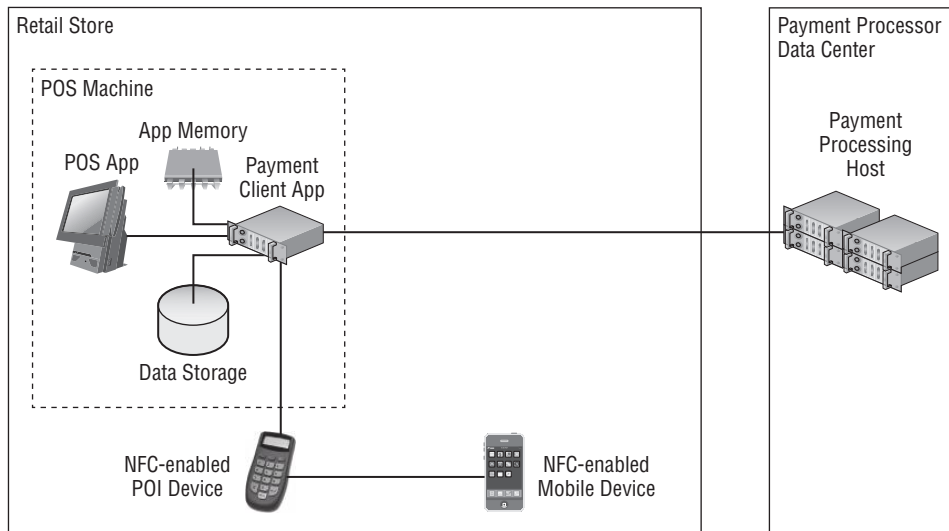 Retail Store
Payment Processor
Data Center
POS Machine
App Memory
POS App
Payment
Client App
Payment
Processing
Host
Data Storage
NFC-enabled
POI Device
NFC-enabled
Mobile Device